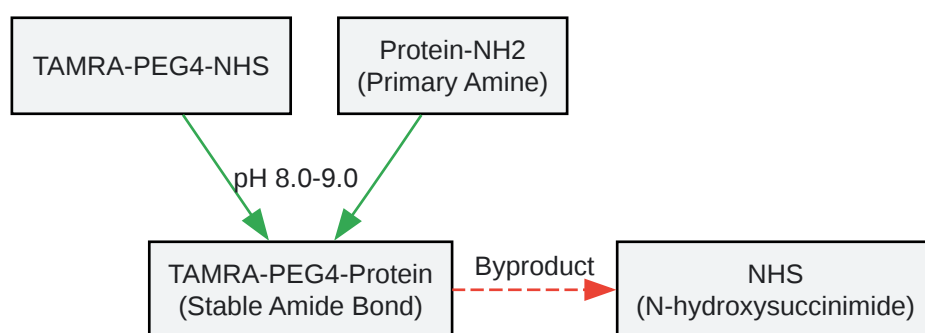 TAMRA-PEG4-NHS
Protein-NH2
(Primary Amine)
pH 8.0-9.0
TAMRA-PEG4-Protein
(Stable Amide Bond)
Byproduct
NHS
(N-hydroxysuccinimide)